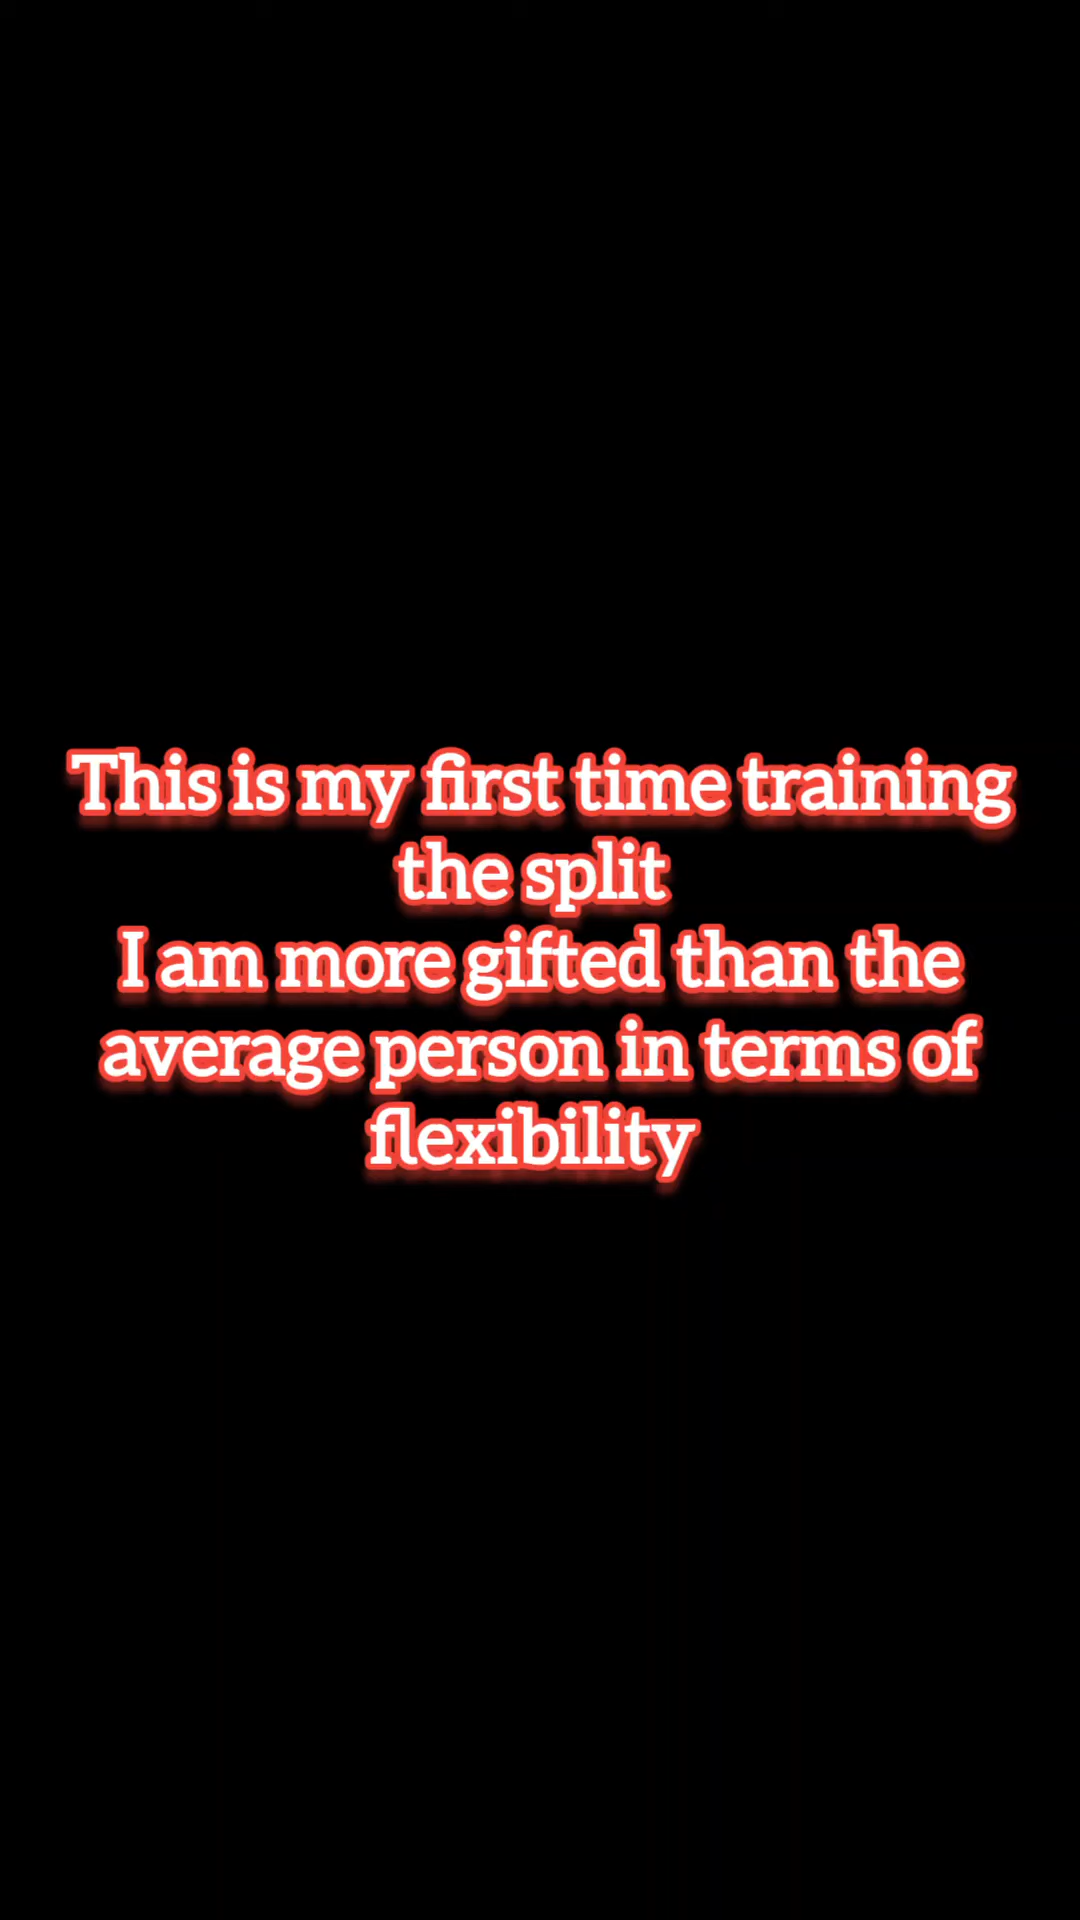 This is my first time training
the split
I am more gifted than the
average person in terms of
flexibility